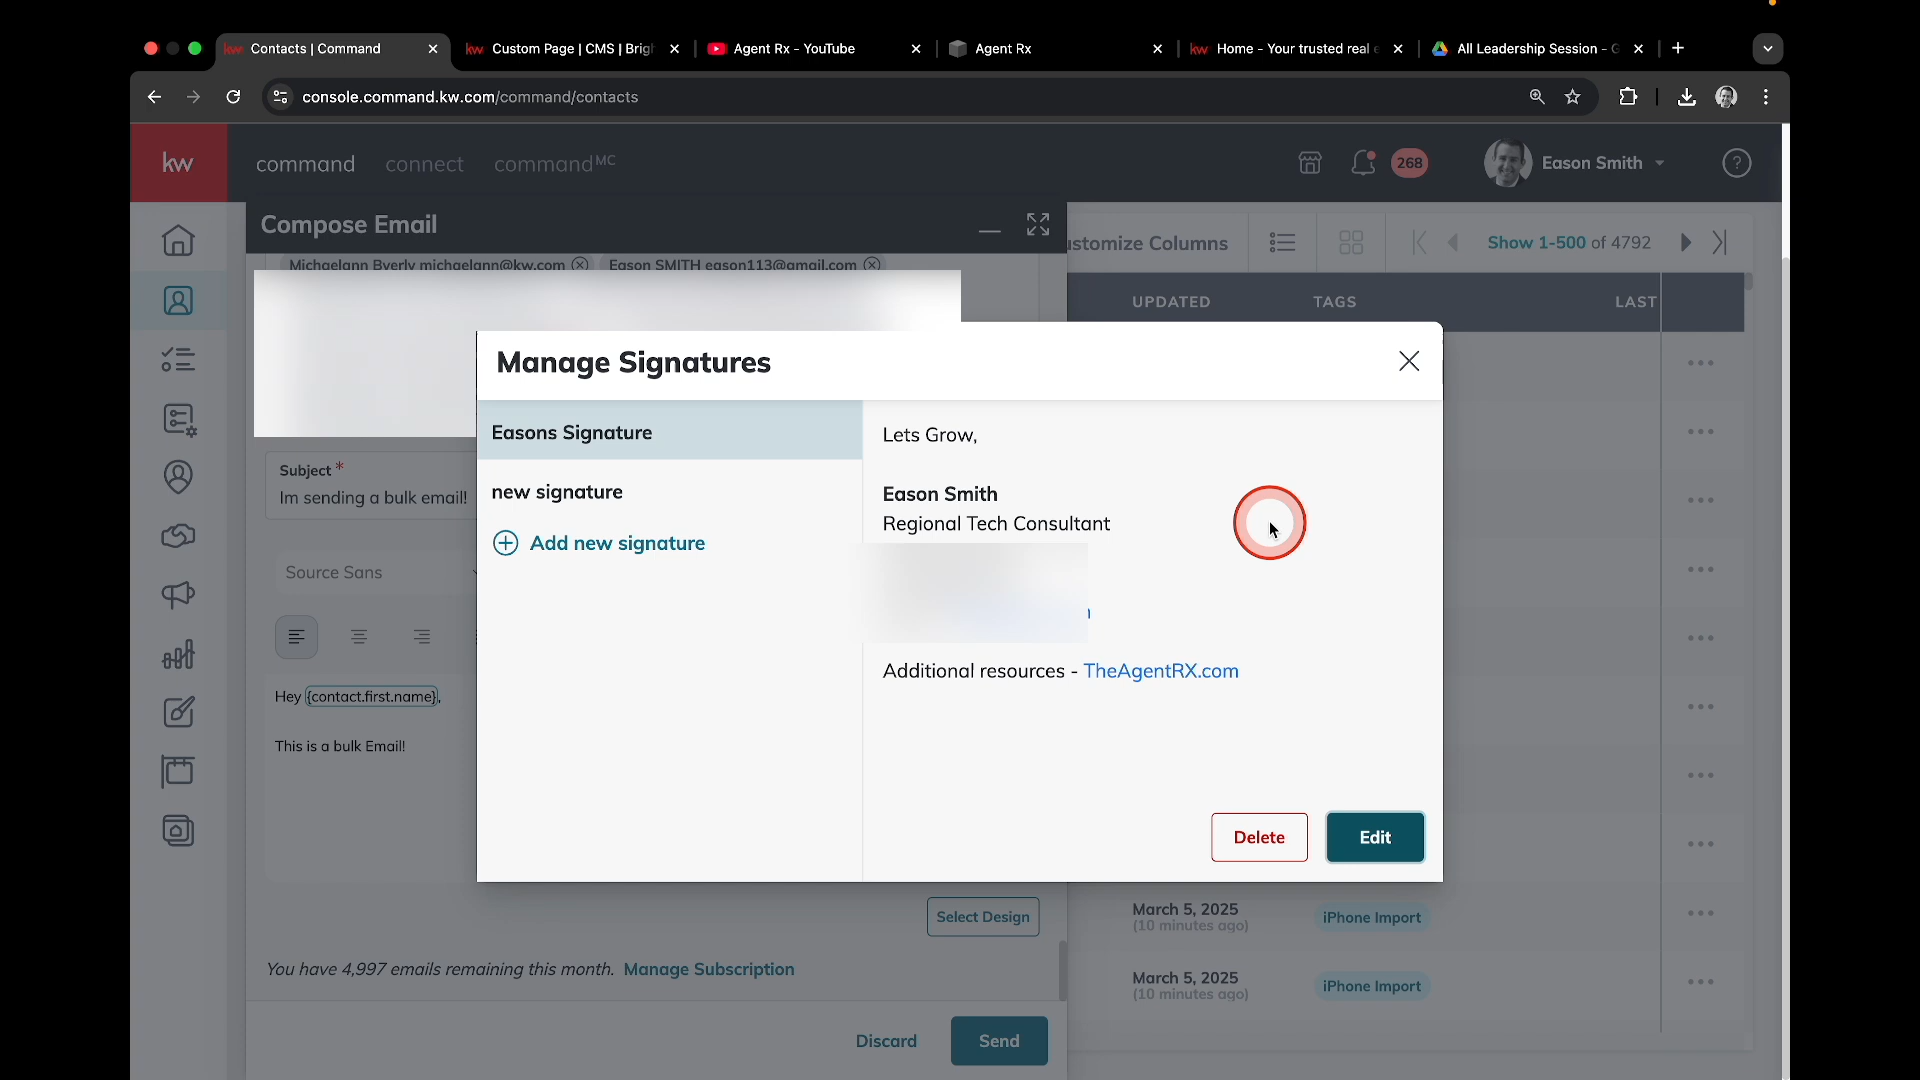 Contacts | Command
Custom Page | CMS | Brigh
Agent Rx - YouTube
Agent Rx
Home - Your trusted real e
All Leadership Session - G
console.command.kw.com/command/contacts
kw
command
connect
command MC
268
Eason Smith
Compose Email
ustomize Columns
Show 1-500 of 4792
Michaelann Byerly michaelann@kw.com
Eason SMITH eason113@gmail.com
UPDATED
TAGS
LAST
Manage Signatures
Easons Signature
new signature
Add new signature
Lets Grow,
Eason Smith
Regional Tech Consultant
Additional resources - TheAgentRX.com
Delete
Edit
Subject *
Im sending a bulk email!
Source Sans
Hey {contact.first.name},
This is a bulk Email!
Select Design
You have 4,997 emails remaining this month. Manage Subscription
Discard
Send
March 5, 2025
(10 minutes ago)
iPhone Import
March 5, 2025
(10 minutes ago)
iPhone Import